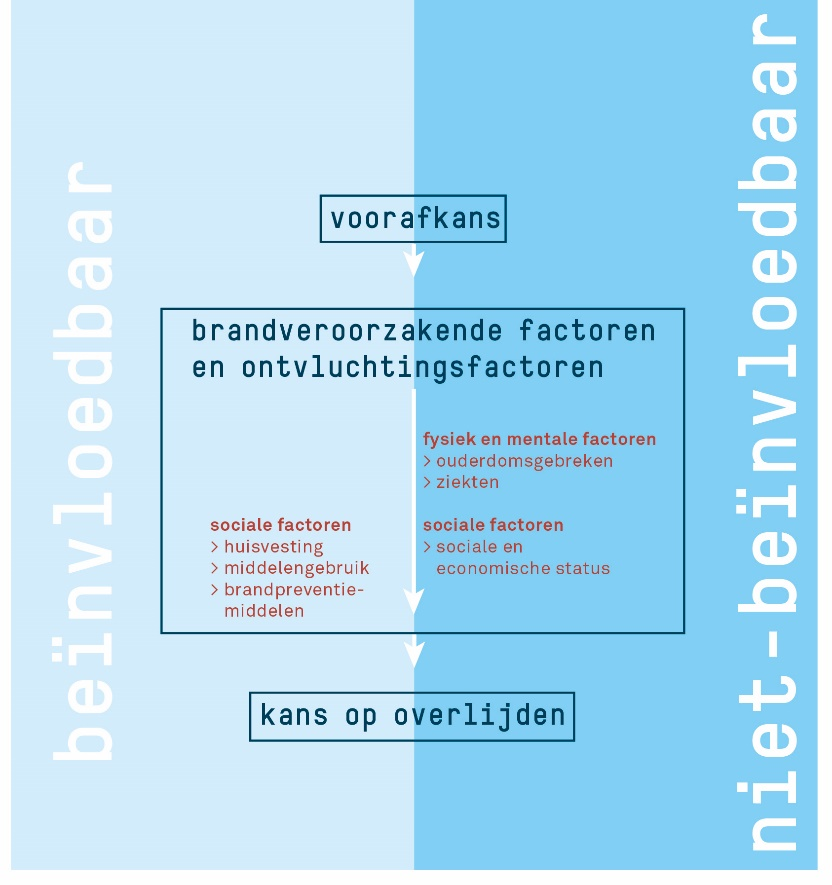 beïnvloedbaar
niet-beïnvloedbaar
voorafkans
brandveroorzakende factoren
en ontvluchtingsfactoren
fysiek en mentale factoren
> ouderdomsgebreken
> ziekten
sociale factoren
> huisvesting
> middelengebruik
> brandpreventie-
middelen
sociale factoren
> sociale en
economische status
kans op overlijden